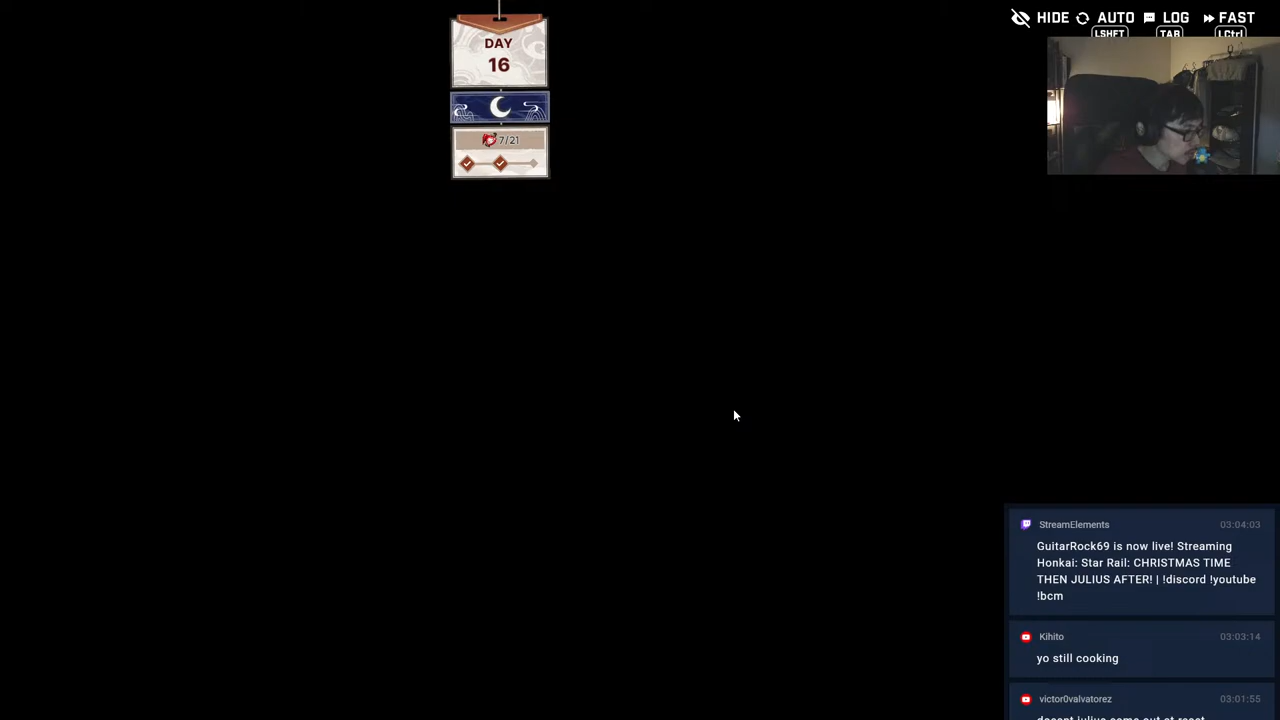 DAY
16
7/21
HIDE AUTO LOG FAST
LSHFT TAB LCtrl
StreamElements 03:04:03
GuitarRock69 is now live! Streaming
Honkai: Star Rail: CHRISTMAS TIME
THEN JULIUS AFTER! | !discord !youtube
!bcm
Kihito 03:03:14
yo still cooking
victor0valvatorez 03:01:55